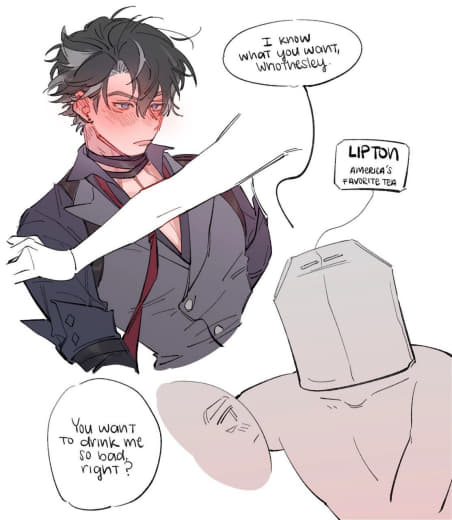 I know
what you want,
whothesley.
LIPTON
AMERICA'S
FAVORITE TEA
You want
to drink me
so bad,
right?